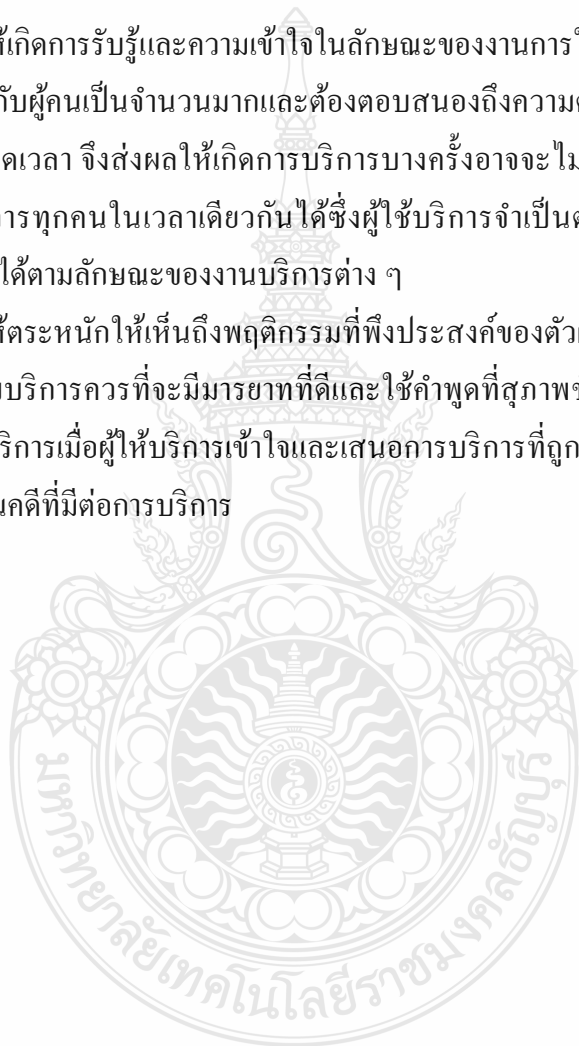 ห้เกิดการรับรู้และความเข้าใจในลักษณะของงานการ
กับผู้คนเป็นจำนวนมากและต้องตอบสนองถึงความ
ดเวลา จึงส่งผลให้เกิดการบริการบางครั้งอาจจะไม
ารทุกคนในเวลาเดียวกันได้ซึ่งผู้ใช้บริการจำเป็น
ได้ตามลักษณะของงานบริการต่าง ๆ
ห้ตระหนักให้เห็นถึงพฤติกรรมที่พึงประสงค์ของตัว
บริการควรที่จะมีมารยาทที่ดีและใช้คำพูดที่สุภาพ
ริการเมื่อผู้ให้บริการเข้าใจและเสนอการบริการที่ถูก
นคติที่มีต่อการบริการ
มหาวิทยาลัยเทคโนโลยีราชมงคลธัญบุรี